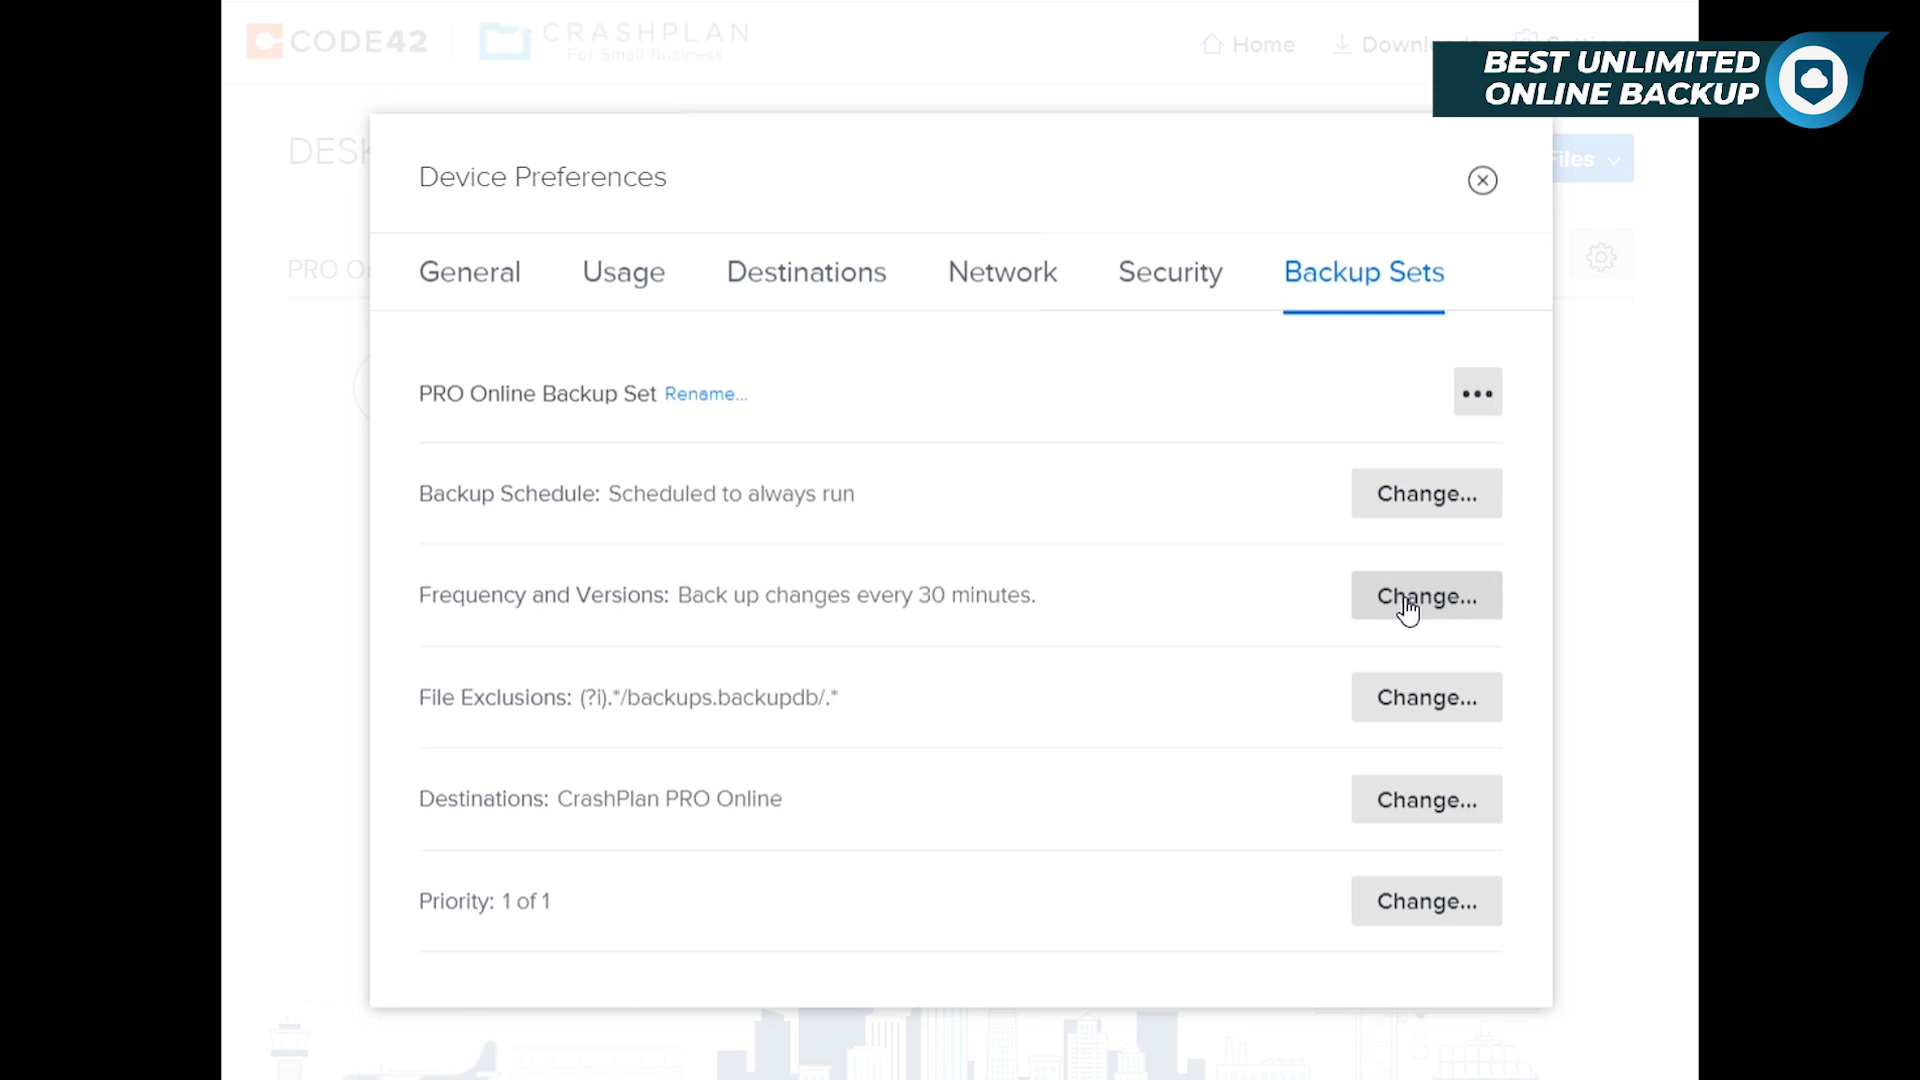 CODE42
CRASHPLAN
For Small Business
Home
BEST UNLIMITED
ONLINE BACKUP
Files
Device Preferences
General
Usage
Destinations
Network
Security
Backup Sets
PRO Online Backup Set Rename...
•••
Backup Schedule: Scheduled to always run
Change...
Frequency and Versions: Back up changes every 30 minutes.
Change...
File Exclusions: (?i).*/backups.backupdb/.*
Change...
Destinations: CrashPlan PRO Online
Change...
Priority: 1 of 1
Change...